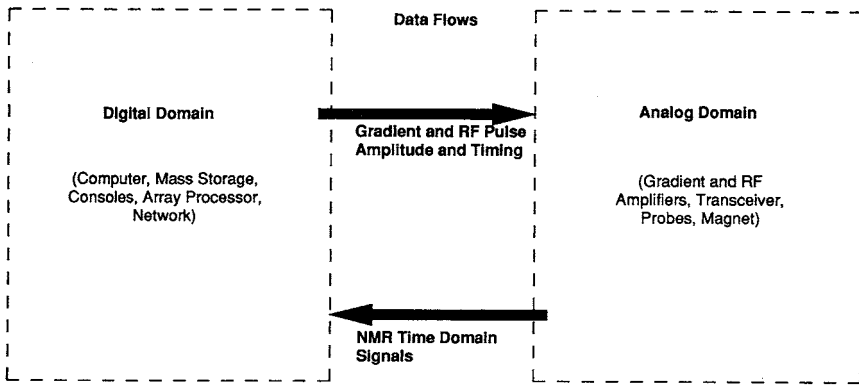 Data Flows
Digital Domain
(Computer, Mass Storage,
Consoles, Array Processor,
Network)
Gradient and RF Pulse
Amplitude and Timing
Analog Domain
(Gradient and RF
Amplifiers, Transceiver,
Probes, Magnet)
NMR Time Domain
Signals